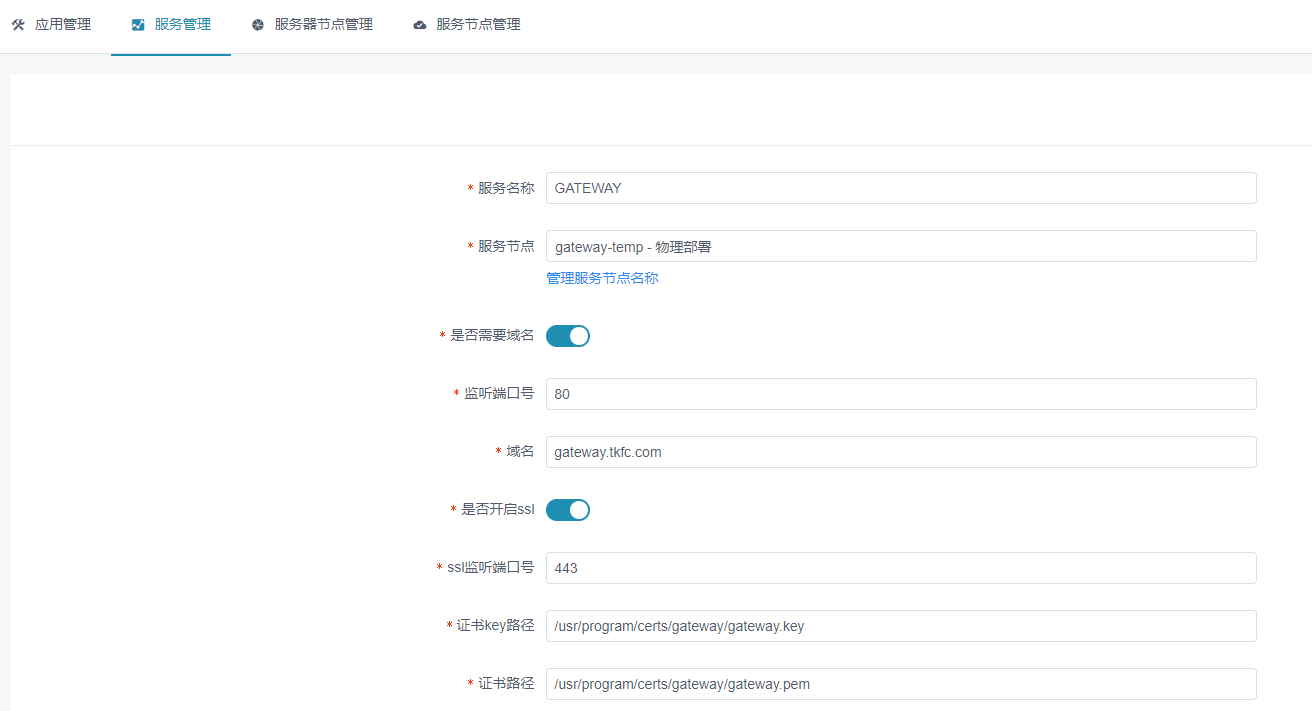 应用管理 服务管理 服务器节点管理 服务节点管理
* 服务名称 GATEWAY
* 服务节点 gateway-temp - 物理部署
管理服务节点名称
* 是否需要域名
* 监听端口号 80
* 域名 gateway.tkfc.com
* 是否开启ssl
* ssl监听端口号 443
* 证书key路径 /usr/program/certs/gateway/gateway.key
* 证书路径 /usr/program/certs/gateway/gateway.pem